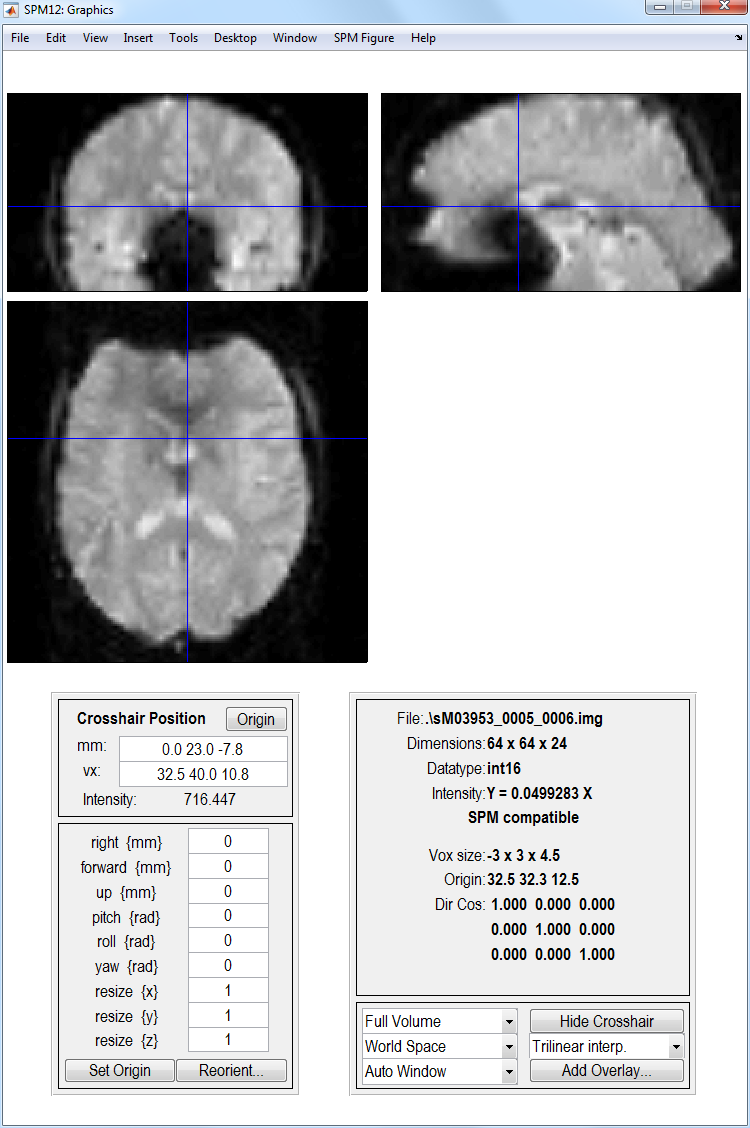 SPM12: Graphics
File Edit View Insert Tools Desktop Window SPM Figure Help
Crosshair Position Origin
mm: 0.0 23.0 -7.8
vx: 32.5 40.0 10.8
Intensity: 716.447
right {mm} 0
forward {mm} 0
up {mm} 0
pitch {rad} 0
roll {rad} 0
yaw {rad} 0
resize {x} 1
resize {y} 1
resize {z} 1
Set Origin Reorient...
File: .\sM03953_0005_0006.img
Dimensions: 64 x 64 x 24
Datatype: int16
Intensity: Y = 0.0499283 X
SPM compatible
Vox size: -3 x 3 x 4.5
Origin: 32.5 32.3 12.5
Dir Cos: 1.000 0.000 0.000
0.000 1.000 0.000
0.000 0.000 1.000
Full Volume Hide Crosshair
World Space Trilinear interp.
Auto Window Add Overlay...